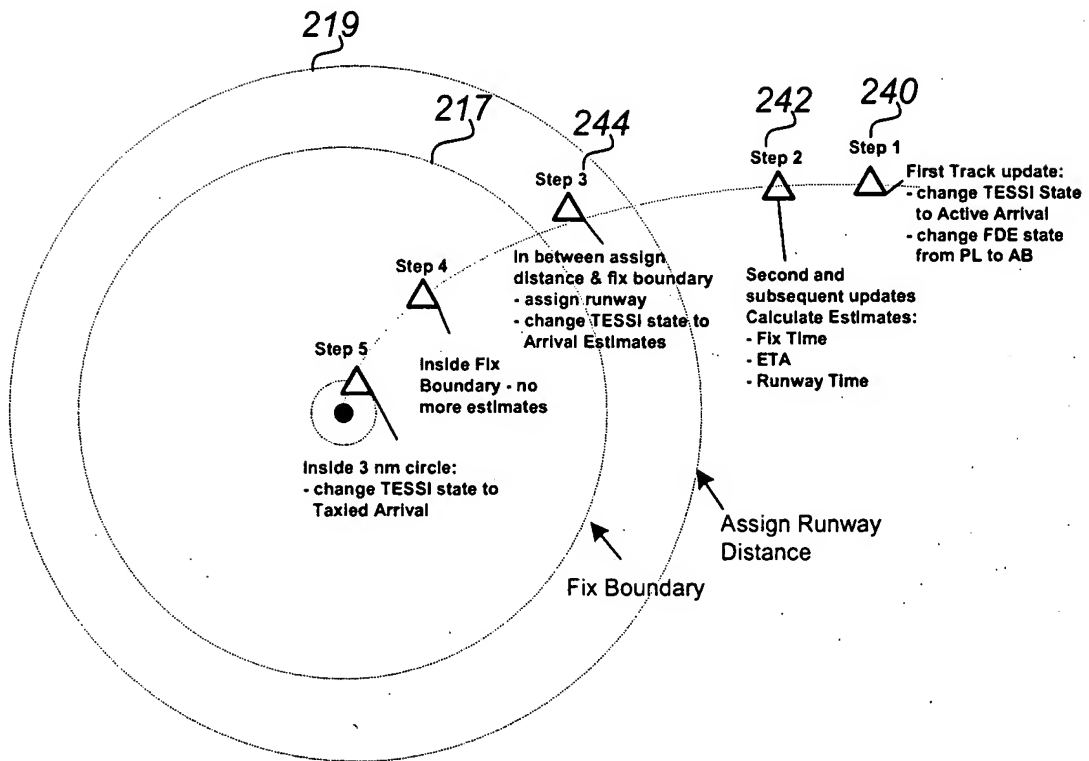 219
217
244
242
240
Step 1
Step 2
Step 3
First Track update:
- change TESSI State
to Active Arrival
- change FDE state
from PL to AB
In between assign
distance & fix boundary
- assign runway
- change TESSI state to
Arrival Estimates
Second and
subsequent updates
Calculate Estimates:
- Fix Time
- ETA
- Runway Time
Step 4
Inside Fix
Boundary - no
more estimates
Step 5
Inside 3 nm circle:
- change TESSI state to
Taxied Arrival
Assign Runway
Distance
Fix Boundary